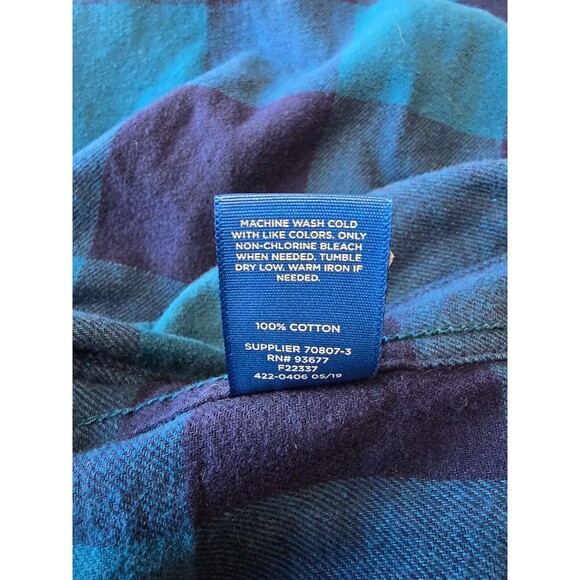 MACHINE WASH COLD
WITH LIKE COLORS. ONLY
NON-CHLORINE BLEACH
WHEN NEEDED. TUMBLE
DRY LOW. WARM IRON IF
NEEDED.
100% COTTON
SUPPLIER 70807-3
RN# 93677
F22337
422-0406 05/19